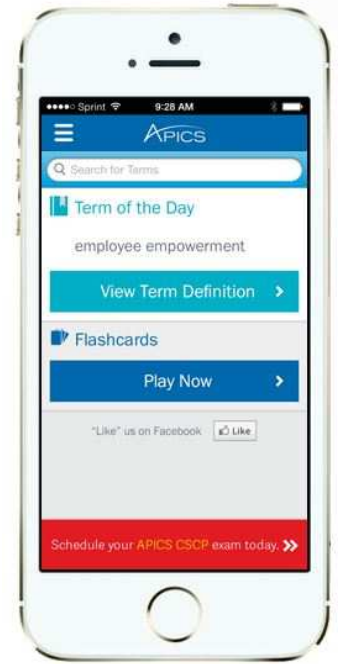 Sprint 9:28 AM
APICS
Search for Terms
Term of the Day
employee empowerment
View Term Definition
Flashcards
Play Now
"Like" us on Facebook Like
Schedule your APICS CSCP exam today.